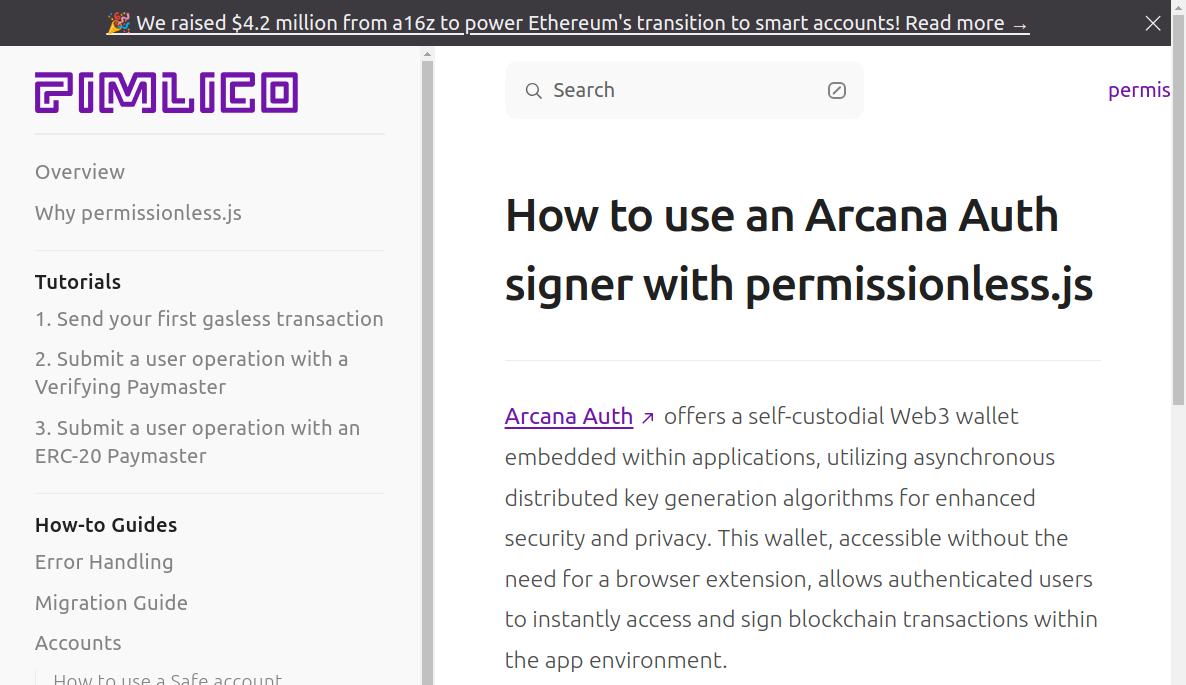 🎉 We raised $4.2 million from a16z to power Ethereum's transition to smart accounts! Read more →
PIMLICO
Overview
Why permissionless.js
Tutorials
1. Send your first gasless transaction
2. Submit a user operation with a
Verifying Paymaster
3. Submit a user operation with an
ERC-20 Paymaster
How-to Guides
Error Handling
Migration Guide
Accounts
How to use a Safe account
Search
permis
How to use an Arcana Auth
signer with permissionless.js
Arcana Auth ↗ offers a self-custodial Web3 wallet
embedded within applications, utilizing asynchronous
distributed key generation algorithms for enhanced
security and privacy. This wallet, accessible without the
need for a browser extension, allows authenticated users
to instantly access and sign blockchain transactions within
the app environment.